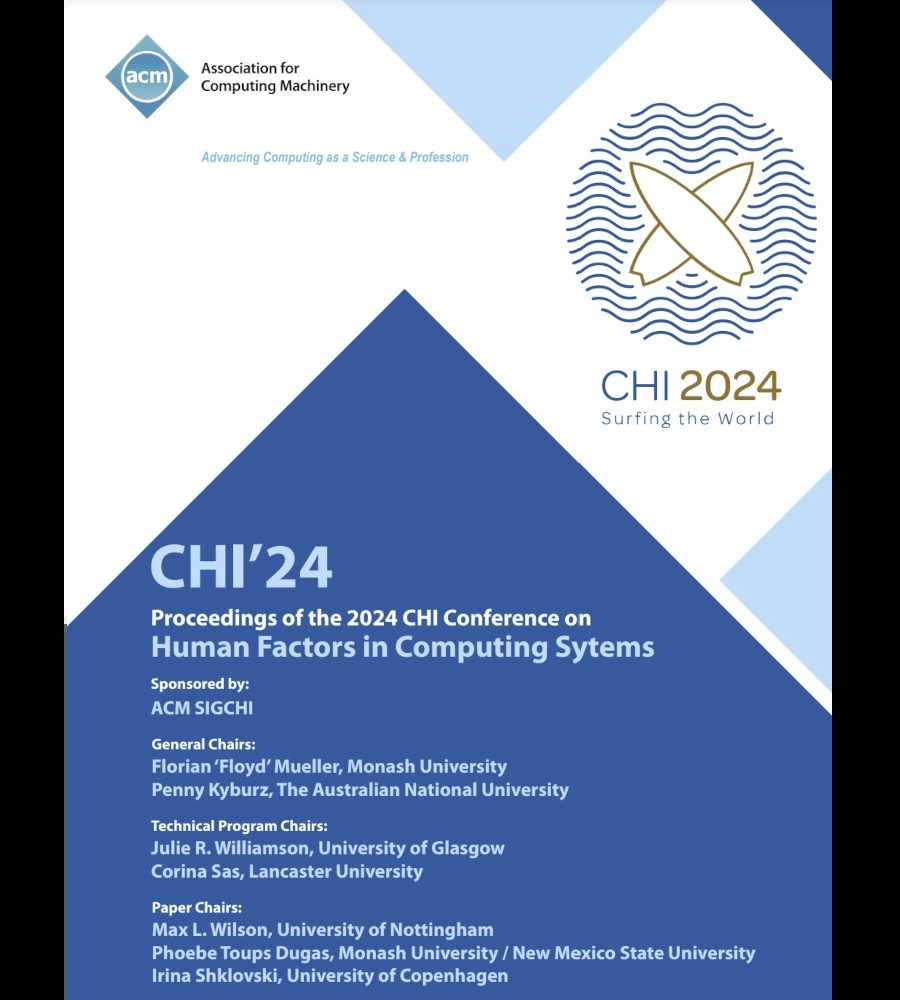 acm
Association for
Computing Machinery
Advancing Computing as a Science & Profession
CHI 2024
Surfing the World
CHI’24
Proceedings of the 2024 CHI Conference on
Human Factors in Computing Sytems
Sponsored by:
ACM SIGCHI
General Chairs:
Florian ‘Floyd’ Mueller, Monash University
Penny Kyburz, The Australian National University
Technical Program Chairs:
Julie R. Williamson, University of Glasgow
Corina Sas, Lancaster University
Paper Chairs:
Max L. Wilson, University of Nottingham
Phoebe Toups Dugas, Monash University / New Mexico State University
Irina Shklovski, University of Copenhagen